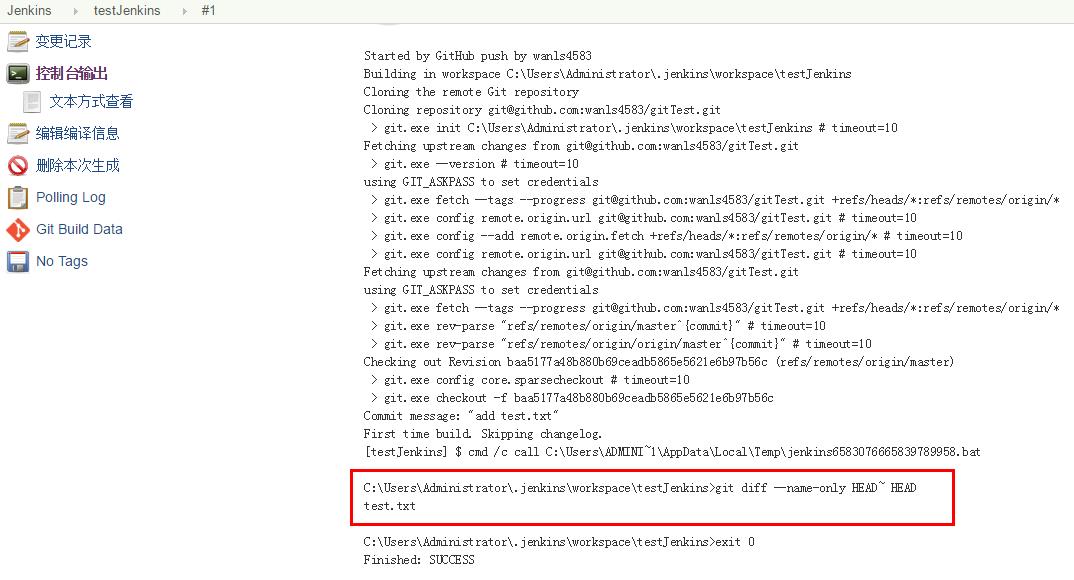 Jenkins testJenkins #1
变更记录
控制台输出
文本方式查看
编辑编译信息
删除本次生成
Polling Log
Git Build Data
No Tags
Started by GitHub push by wanls4583
Building in workspace C:\Users\Administrator\.jenkins\workspace\testJenkins
Cloning the remote Git repository
Cloning repository git@github.com:wanls4583/gitTest.git
> git.exe init C:\Users\Administrator\.jenkins\workspace\testJenkins # timeout=10
Fetching upstream changes from git@github.com:wanls4583/gitTest.git
> git.exe --version # timeout=10
using GIT_ASKPASS to set credentials
> git.exe fetch --tags --progress git@github.com:wanls4583/gitTest.git +refs/heads/*:refs/remotes/origin/*
> git.exe config remote.origin.url git@github.com:wanls4583/gitTest.git # timeout=10
> git.exe config --add remote.origin.fetch +refs/heads/*:refs/remotes/origin/* # timeout=10
> git.exe config remote.origin.url git@github.com:wanls4583/gitTest.git # timeout=10
Fetching upstream changes from git@github.com:wanls4583/gitTest.git
using GIT_ASKPASS to set credentials
> git.exe fetch --tags --progress git@github.com:wanls4583/gitTest.git +refs/heads/*:refs/remotes/origin/*
> git.exe rev-parse "refs/remotes/origin/master^{commit}" # timeout=10
> git.exe rev-parse "refs/remotes/origin/origin/master^{commit}" # timeout=10
Checking out Revision baa5177a48b880b69ceadb5865e5621e6b97b56c (refs/remotes/origin/master)
> git.exe config core.sparsecheckout # timeout=10
> git.exe checkout -f baa5177a48b880b69ceadb5865e5621e6b97b56c
Commit message: "add test.txt"
First time build. Skipping changelog.
[testJenkins] $ cmd /c call C:\Users\ADMINI~1\AppData\Local\Temp\jenkins6583076665839789958.bat
C:\Users\Administrator\.jenkins\workspace\testJenkins>git diff --name-only HEAD~ HEAD
test.txt
C:\Users\Administrator\.jenkins\workspace\testJenkins>exit 0
Finished: SUCCESS